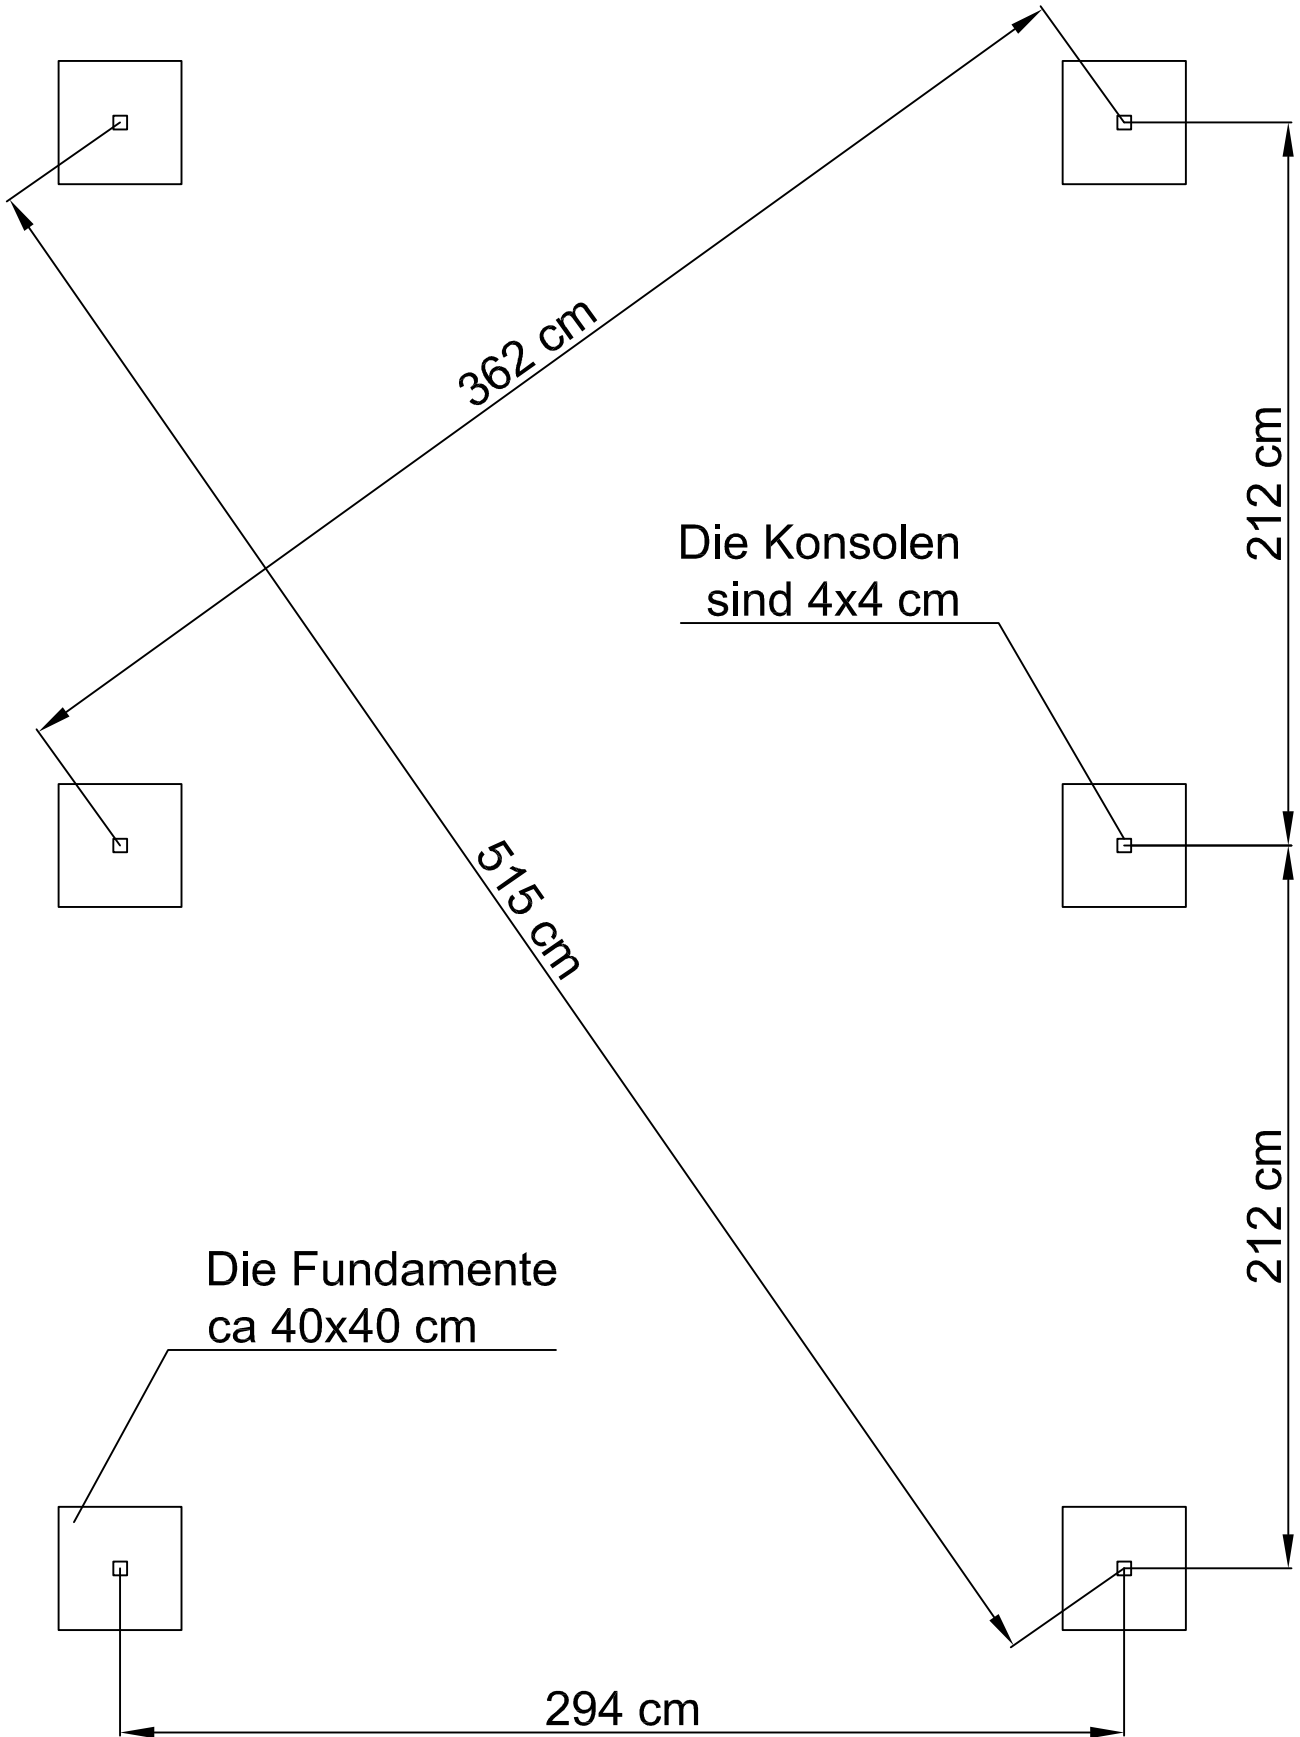 362 cm
212 cm
Die Konsolen
sind 4x4 cm
515 cm
212 cm
Die Fundamente
ca 40x40 cm
294 cm